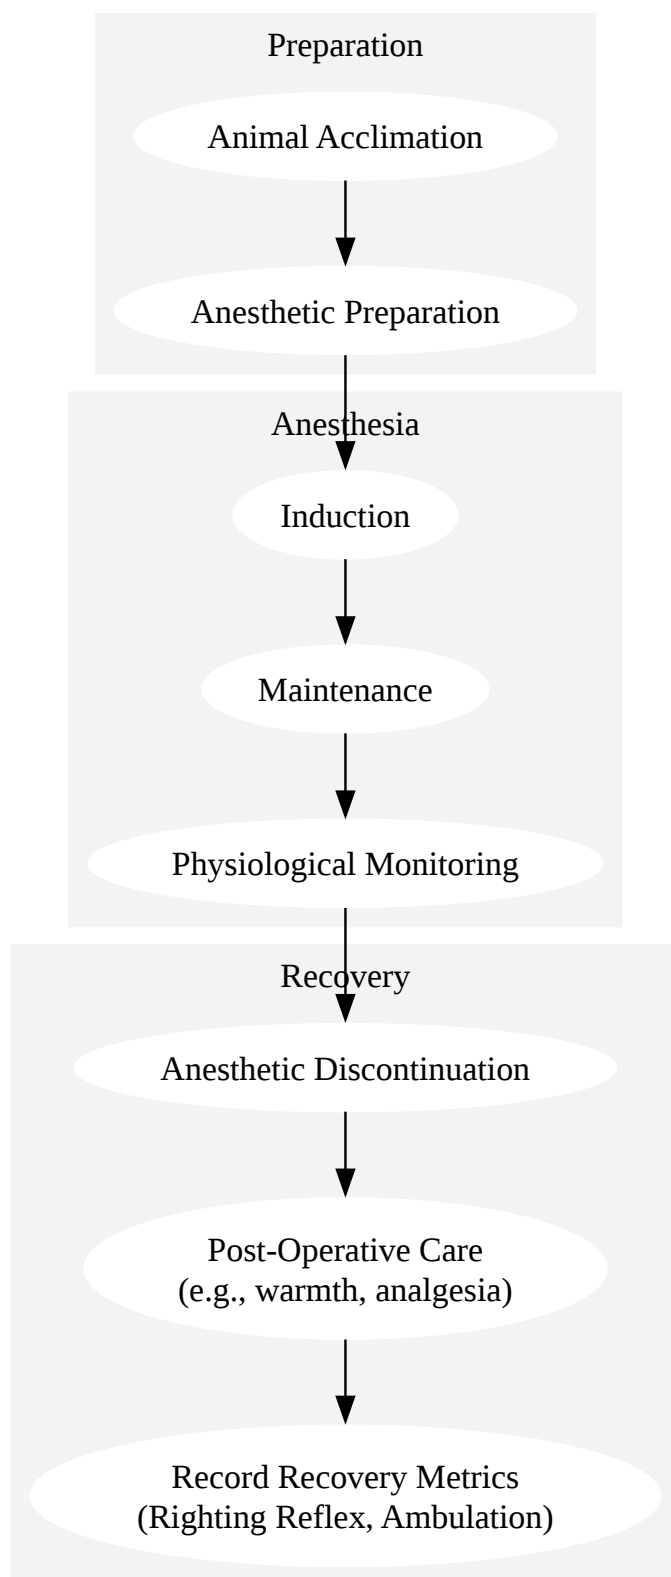 Preparation
Animal Acclimation
Anesthetic Preparation
Anesthesia
Induction
Maintenance
Physiological Monitoring
Recovery
Anesthetic Discontinuation
Post-Operative Care
(e.g., warmth, analgesia)
Record Recovery Metrics
(Righting Reflex, Ambulation)